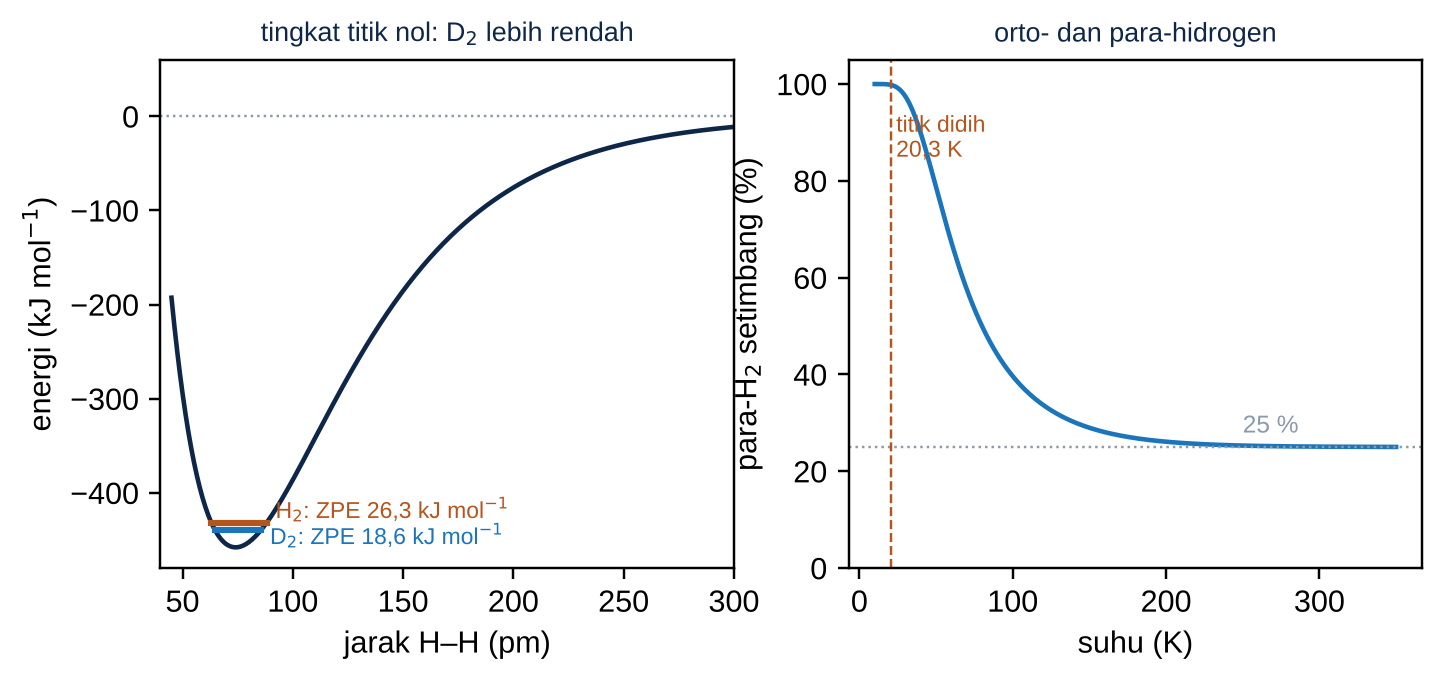 tingkat titik nol: D₂ lebih rendah
energi (kJ mol⁻¹)
0
−100
−200
−300
−400
H₂: ZPE 26,3 kJ mol⁻¹
D₂: ZPE 18,6 kJ mol⁻¹
50 100 150 200 250 300
jarak H–H (pm)
orto- dan para-hidrogen
para-H₂ setimbang (%)
100
80
60
40
20
0
titik didih
20,3 K
25 %
0 100 200 300
suhu (K)